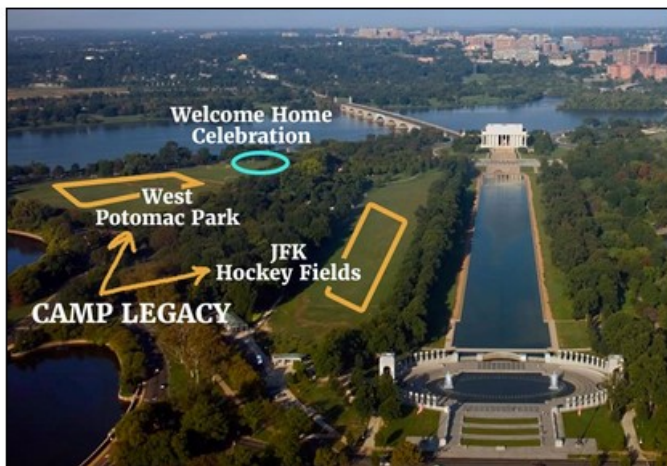 Welcome Home
Celebration
West
Potomac Park
JFK
Hockey Fields
CAMP LEGACY